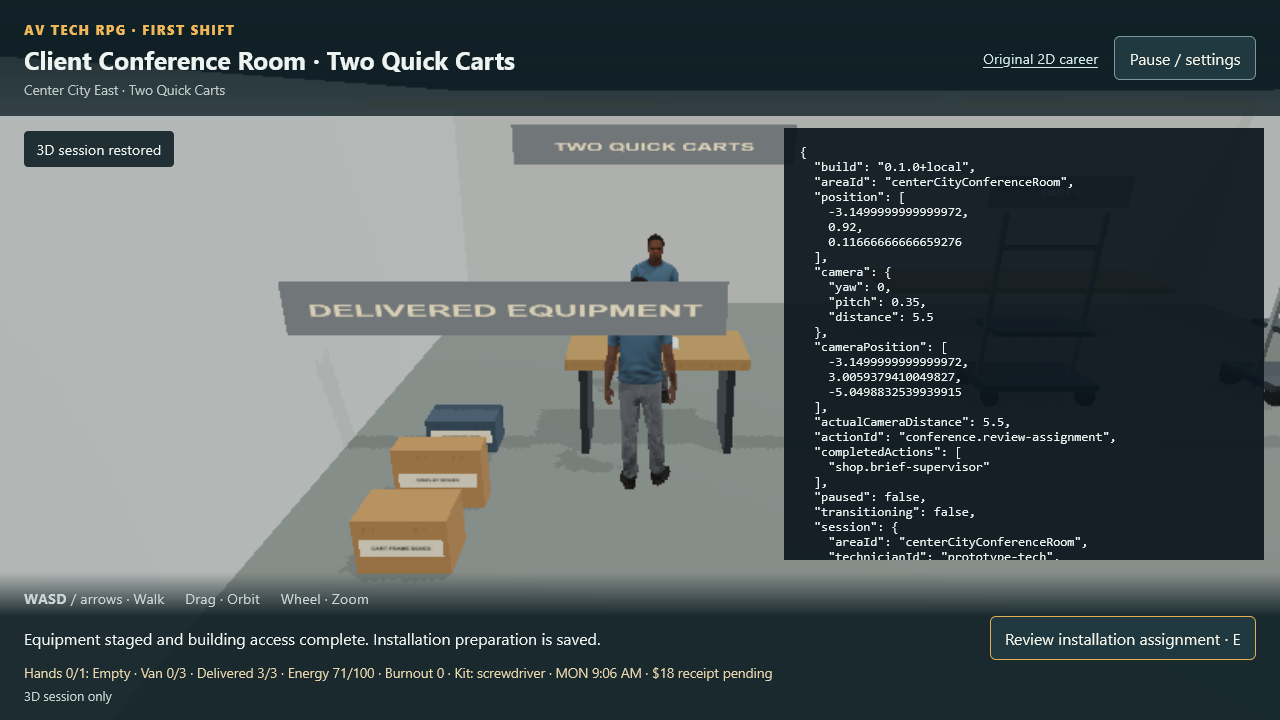 AV TECH RPG · FIRST SHIFT
Client Conference Room · Two Quick Carts
Center City East · Two Quick Carts
Original 2D career
Pause / settings
3D session restored
TWO QUICK CARTS
DELIVERED EQUIPMENT
CART FRAME BOXES
{
"build": "0.1.0+local",
"areaId": "centerCityConferenceRoom",
"position": [
-3.1499999999999972,
0.92,
0.11666666666659276
],
"camera": {
"yaw": 0,
"pitch": 0.35,
"distance": 5.5
},
"cameraPosition": [
-3.1499999999999972,
3.0059379410049827,
-5.0498832539939915
],
"actualCameraDistance": 5.5,
"actionId": "conference.review-assignment",
"completedActions": [
"shop.brief-supervisor"
],
"paused": false,
"transitioning": false,
"session": {
"areaId": "centerCityConferenceRoom",
"technicianId": "prototype-tech",
WASD / arrows · Walk Drag · Orbit Wheel · Zoom
Equipment staged and building access complete. Installation preparation is saved.
Review installation assignment · E
Hands 0/1: Empty · Van 0/3 · Delivered 3/3 · Energy 71/100 · Burnout 0 · Kit: screwdriver · MON 9:06 AM · $18 receipt pending
3D session only